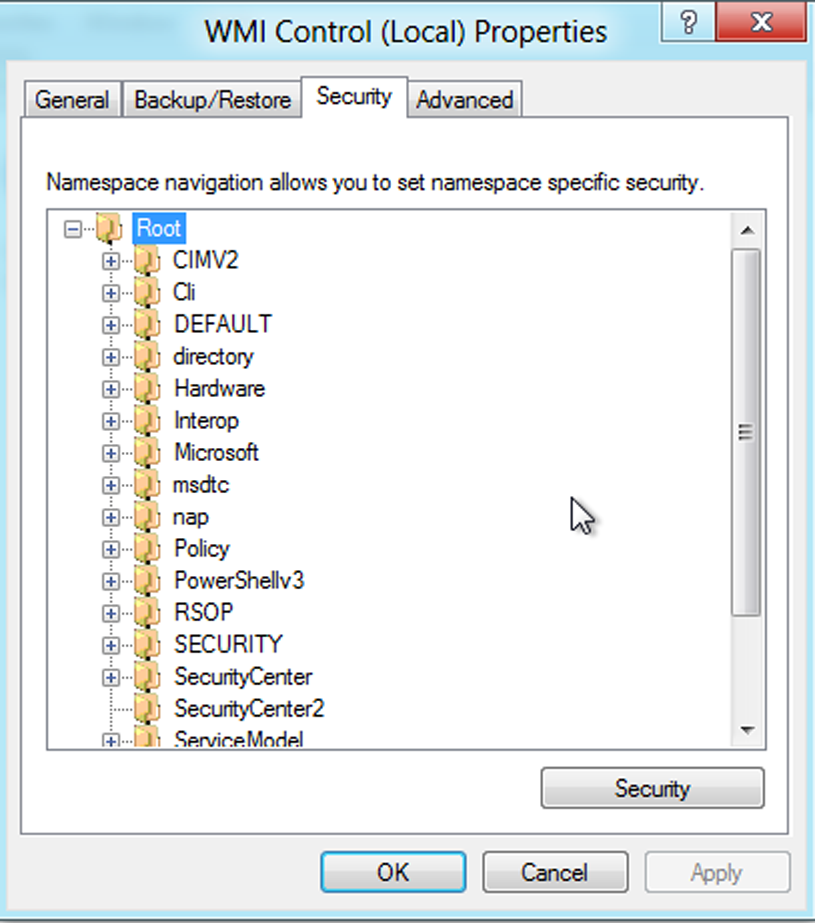 WMI Control (Local) Properties
General Backup/Restore Security Advanced
Namespace navigation allows you to set namespace specific security.
Root
CIMV2
Cli
DEFAULT
directory
Hardware
Interop
Microsoft
msdtc
nap
Policy
PowerShellv3
RSOP
SECURITY
SecurityCenter
SecurityCenter2
ServiceModel
Security
OK Cancel Apply